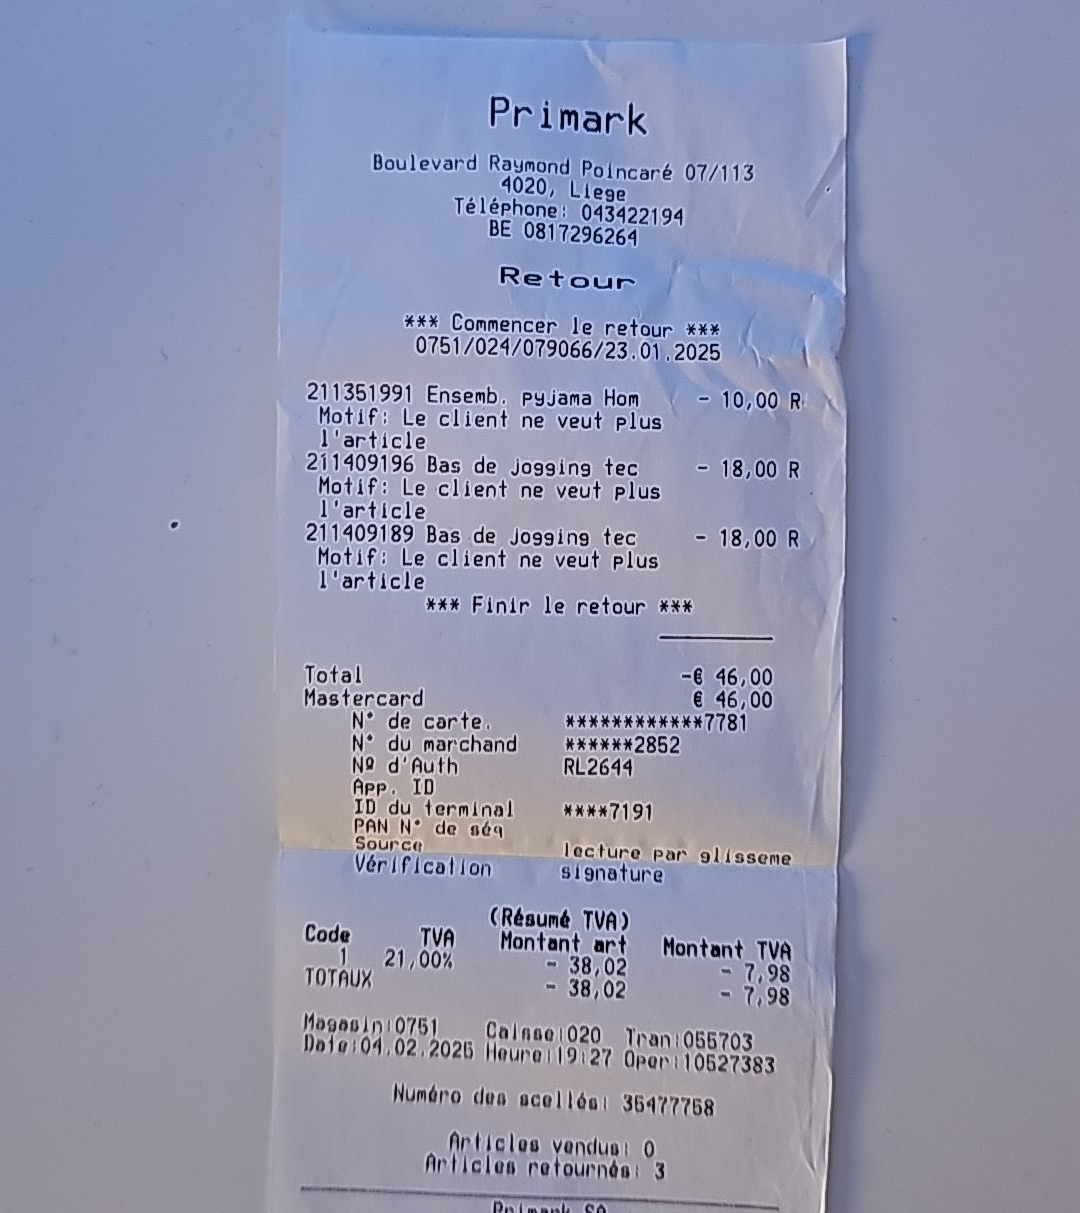 Primark
Boulevard Raymond Poincaré 07/113
4020, Liege
Téléphone: 043422194
BE 0817296264
Retour
*** Commencer le retour ***
0751/024/079066/23.01.2025
211351991 Ensemb. pyjama Hom - 10,00 R
Motif: Le client ne veut plus
l'article
211409196 Bas de jogging tec - 18,00 R
Motif: Le client ne veut plus
l'article
211409189 Bas de jogging tec - 18,00 R
Motif: Le client ne veut plus
l'article
*** Finir le retour ***
Total -€ 46,00
Mastercard € 46,00
N° de carte. ************7781
N° du marchand ******2852
Nº d'Auth RL2644
App. ID
ID du terminal ****7191
PAN N° de séq
Source lecture par glisseme
Vérification signature
(Résumé TVA)
Code TVA Montant art Montant TVA
1 21,00% - 38,02 - 7,98
TOTAUX - 38,02 - 7,98
Magasin:0751 Caisse:020 Tran:055703
Date:04.02.2025 Heure:19:27 Oper:10527383
Numéro des scellés: 35477758
Articles vendus: 0
Articles retournés: 3
Primark SA